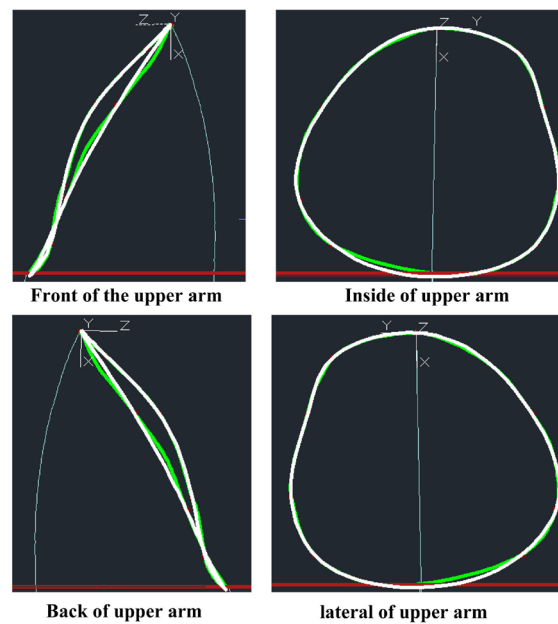 Z Y
X
Z Y
X
Front of the upper arm
Inside of upper arm
Y Z
X
Y Z
X
Back of upper arm
lateral of upper arm